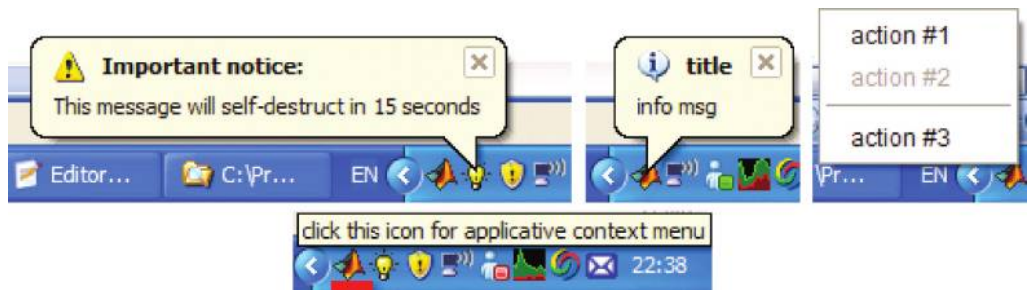 Important notice:
This message will self-destruct in 15 seconds
Editor...
C:\Pr...
EN
title
info msg
action #1
action #2
action #3
\Pr...
EN
click this icon for applicative context menu
22:38